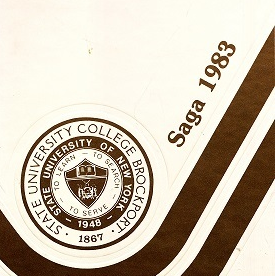 Saga 1983
STATE UNIVERSITY COLLEGE BROCKPORT
· 1867 ·
STATE UNIVERSITY OF NEW YORK
· 1948 ·
TO LEARN · TO SEARCH
TO SERVE